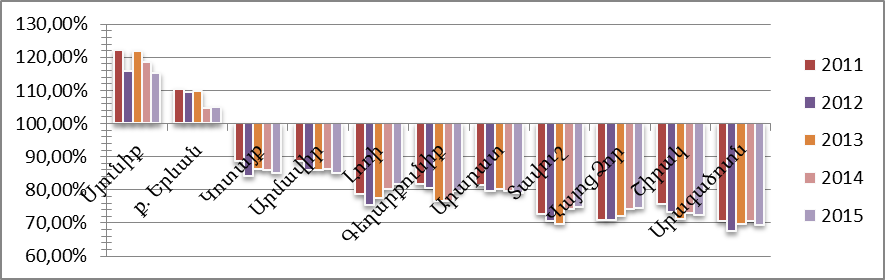 130,00%
120,00%
110,00%
100,00%
90,00%
80,00%
70,00%
60,00%
Սյունիք
ք. Երևան
Կոտայք
Արմավիր
Լոռի
Գեղարքունիք
Արարատ
Տավուշ
Վայոց Ձոր
Շիրակ
Արագածոտն
2011
2012
2013
2014
2015